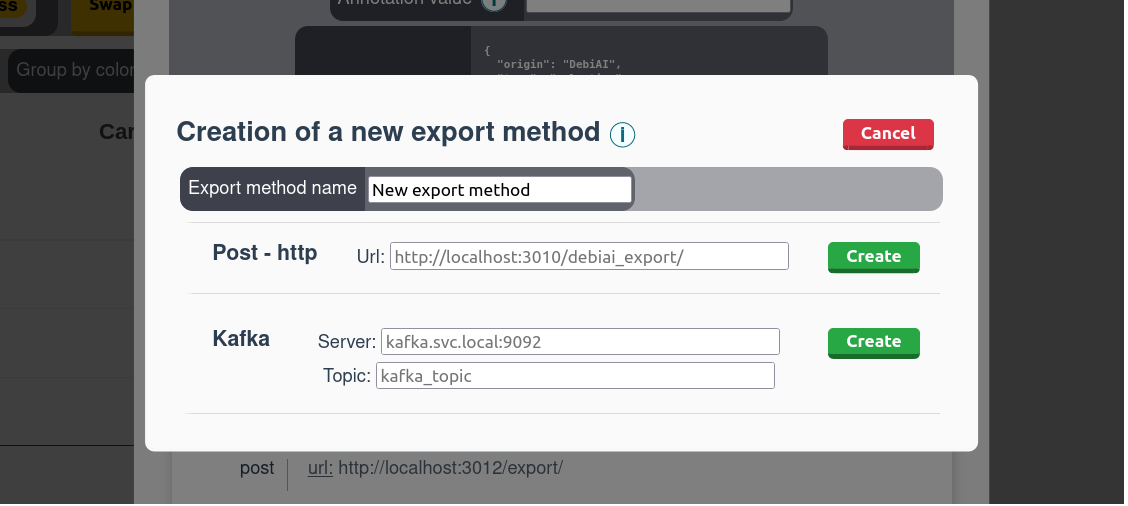 ss
Swap
Annotation value i
Group by color
{
"origin": "DebiAI",
Car
Creation of a new export method i
Cancel
Export method name New export method
Post - http Url: http://localhost:3010/debiai_export/ Create
Kafka Server: kafka.svc.local:9092 Create
Topic: kafka_topic
post url: http://localhost:3012/export/